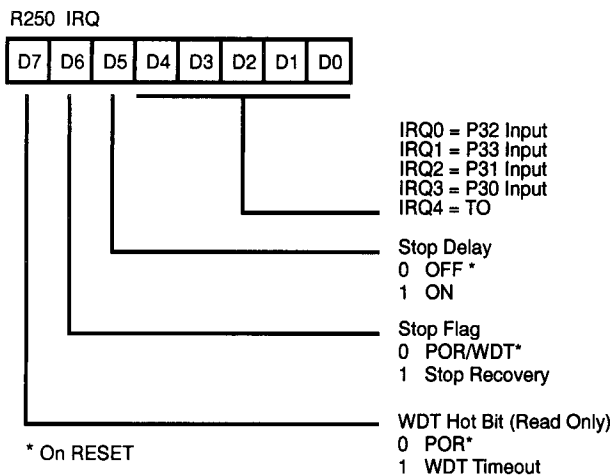 R250 IRQ
D7 D6 D5 D4 D3 D2 D1 D0
IRQ0 = P32 Input
IRQ1 = P33 Input
IRQ2 = P31 Input
IRQ3 = P30 Input
IRQ4 = TO
Stop Delay
0 OFF *
1 ON
Stop Flag
0 POR/WDT*
1 Stop Recovery
WDT Hot Bit (Read Only)
0 POR*
1 WDT Timeout
* On RESET